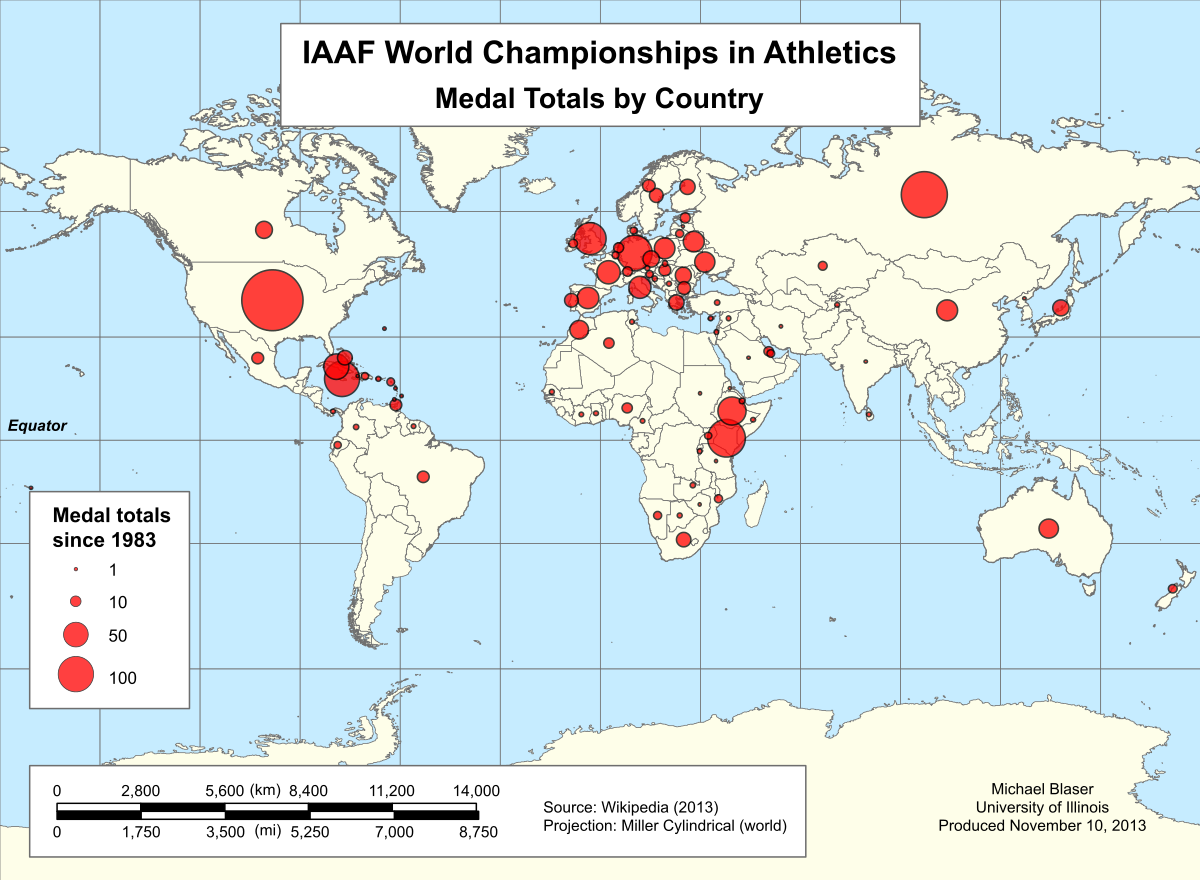 IAAF World Championships in Athletics
Medal Totals by Country
Equator
Medal totals
since 1983
1
10
50
100
0 2,800 5,600 (km) 8,400 11,200 14,000
0 1,750 3,500 (mi) 5,250 7,000 8,750
Source: Wikipedia (2013)
Projection: Miller Cylindrical (world)
Michael Blaser
University of Illinois
Produced November 10, 2013